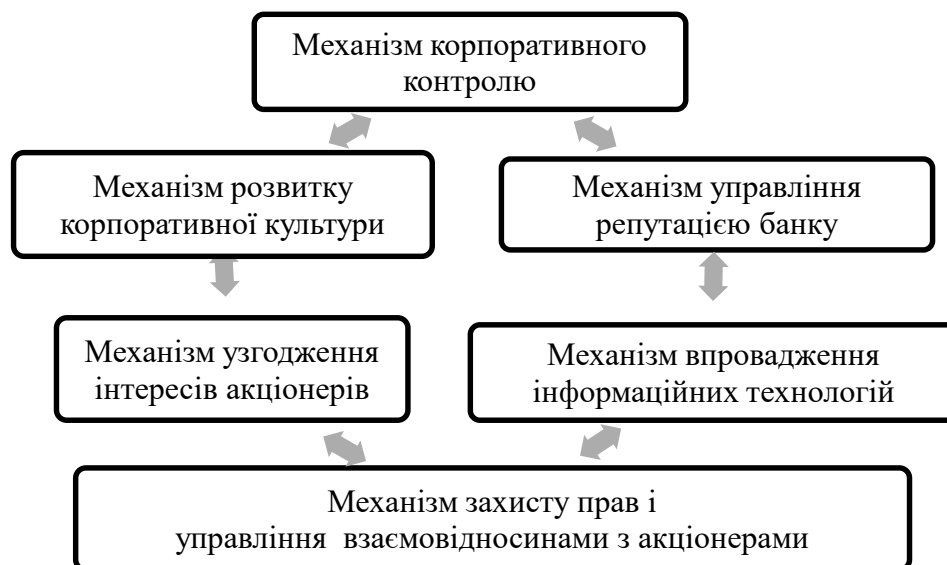 Механізм корпоративного
контролю
Механізм розвитку
корпоративної культури
Механізм управління
репутацією банку
Механізм узгодження
інтересів акціонерів
Механізм впровадження
інформаційних технологій
Механізм захисту прав і
управління  взаємовідносинами з акціонерами